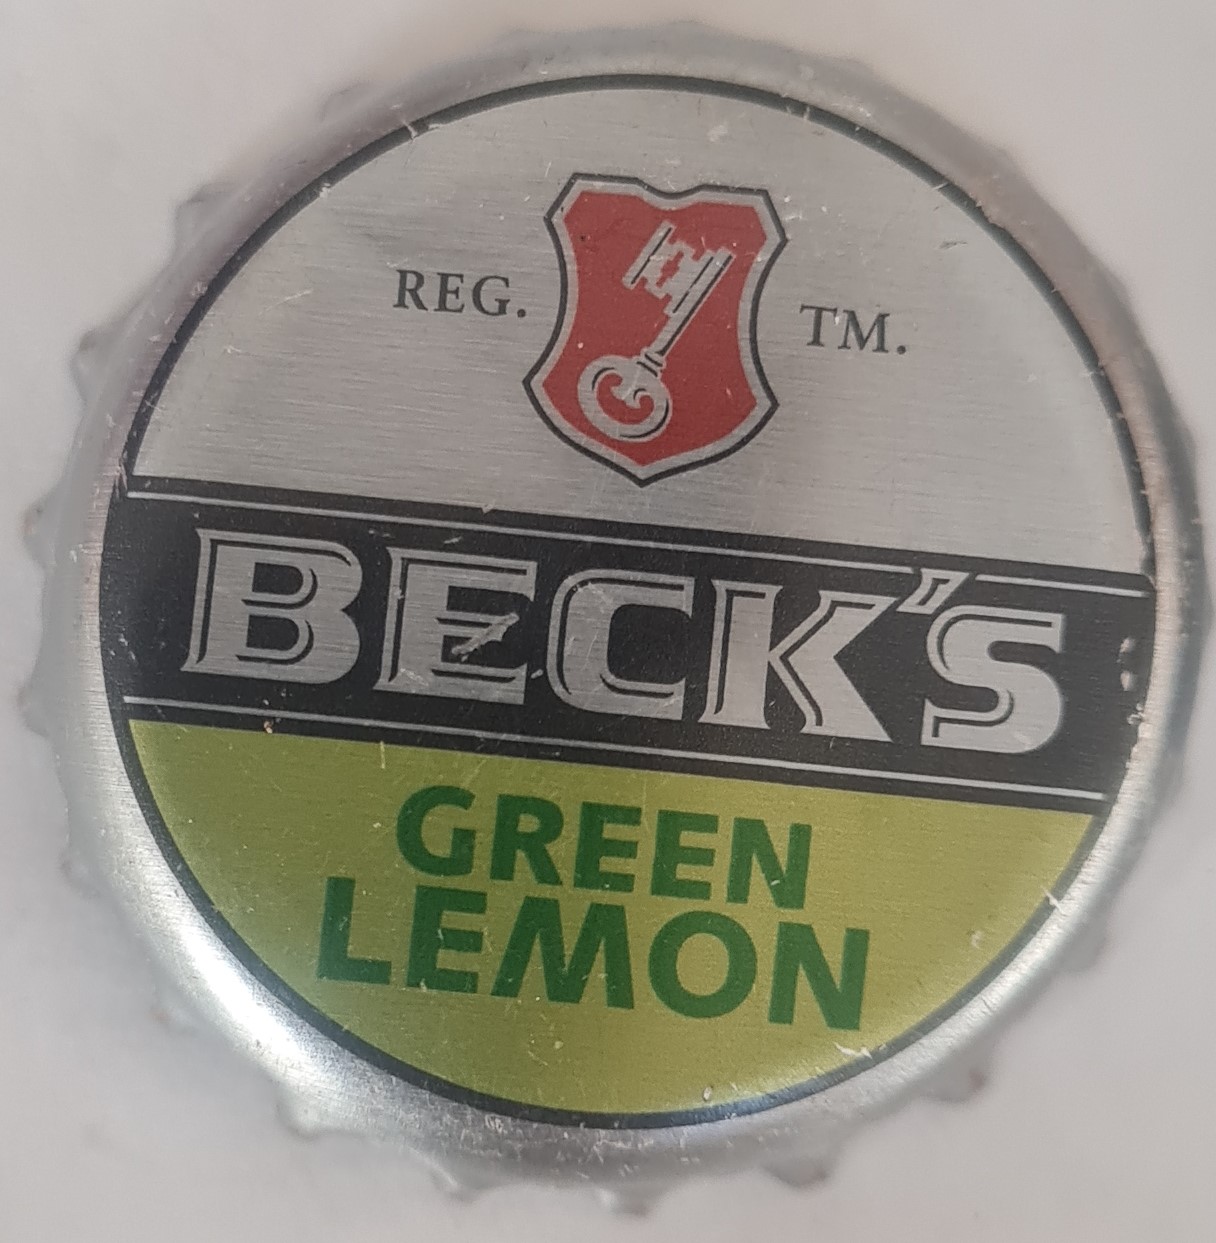 REG. TM.
BECK'S
GREEN
LEMON